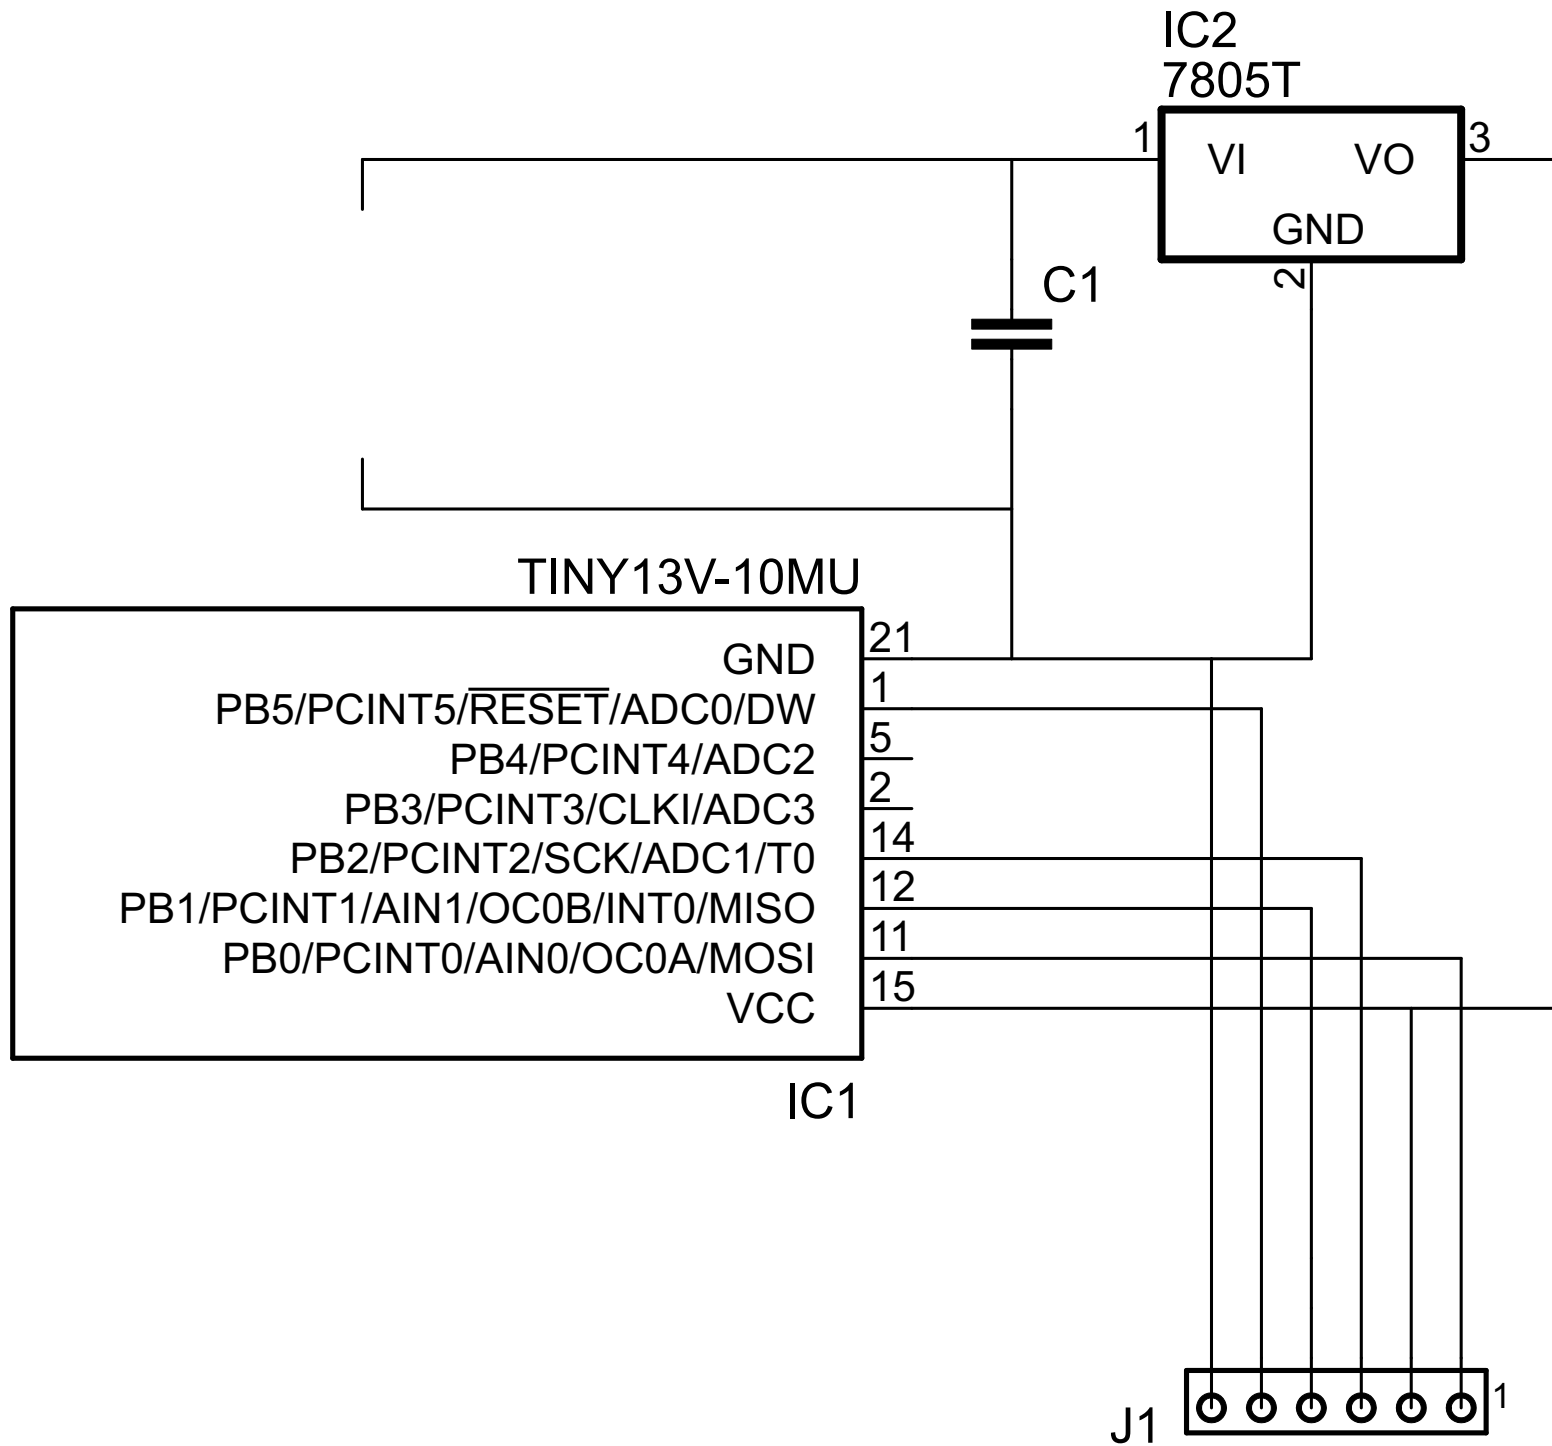 IC2
7805T
1
3
VI VO
GND
2
C1
TINY13V-10MU
21
GND
1
PB5/PCINT5/RESET/ADC0/DW
5
PB4/PCINT4/ADC2
2
PB3/PCINT3/CLKI/ADC3
14
PB2/PCINT2/SCK/ADC1/T0
12
PB1/PCINT1/AIN1/OC0B/INT0/MISO
11
PB0/PCINT0/AIN0/OC0A/MOSI
15
VCC
IC1
1
J1